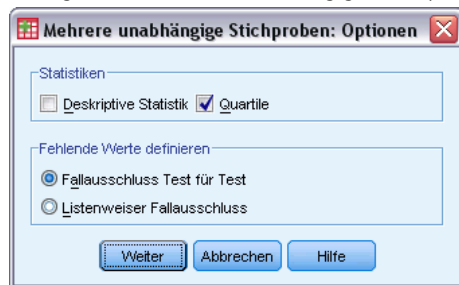 Mehrere unabhängige Stichproben: Optionen
Statistiken
Deskriptive Statistik Quartile
Fehlende Werte definieren
Fallausschluss Test für Test
Listenweiser Fallausschluss
Weiter Abbrechen Hilfe